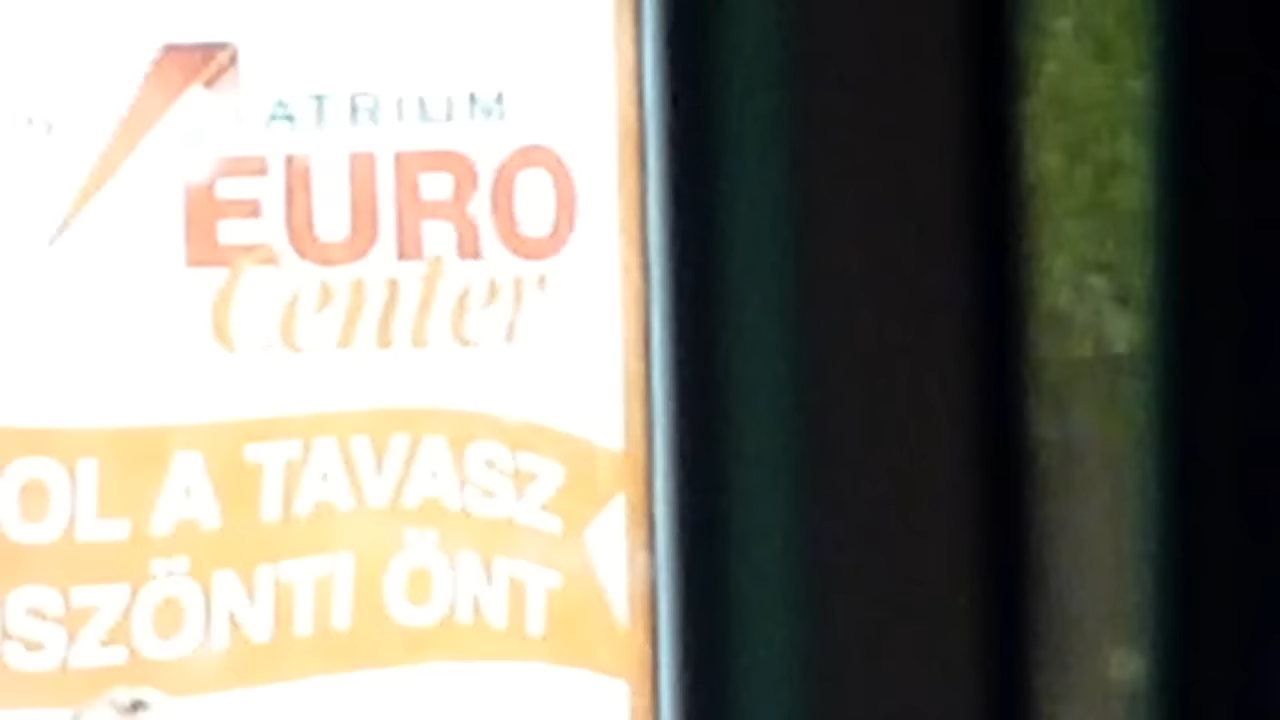 ATRIUM
EURO
Center
OL A TAVASZ
SZÖNTI ÖNT